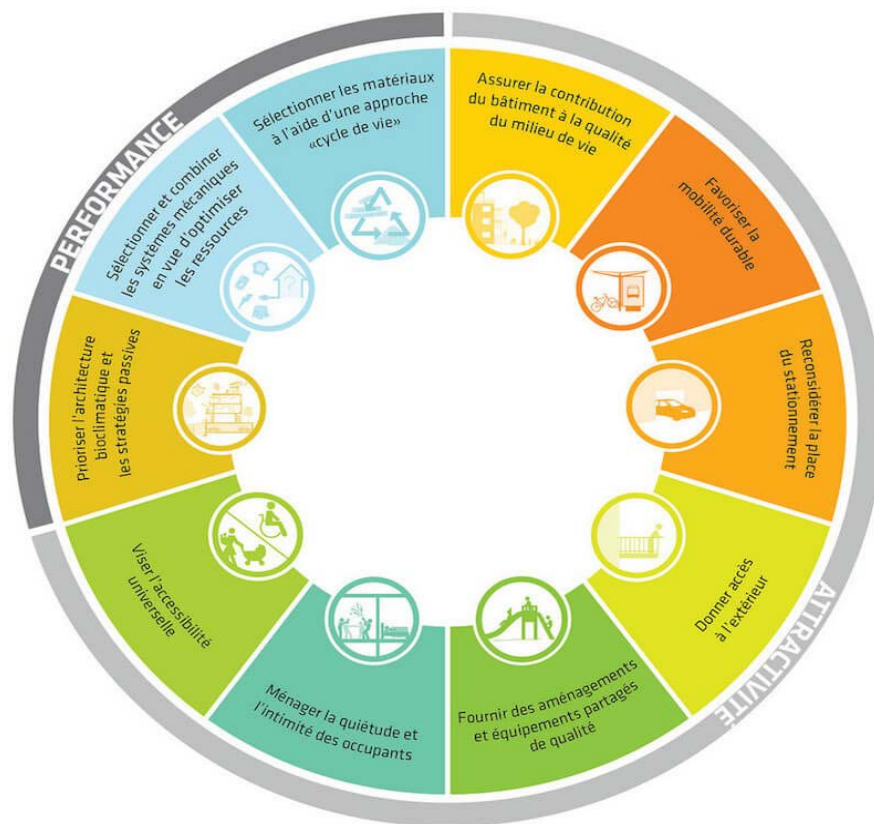 PERFORMANCE
Sélectionner les matériaux
à l'aide d'une approche
«cycle de vie»
Assurer la contribution
du bâtiment à la qualité
du milieu de vie
Favoriser la
mobilité durable
Reconsidérer la place
du stationnement
Donner accès
à l'extérieur
ATTRACTIVITÉ
Fournir des aménagements
et équipements partagés
de qualité
Ménager la quiétude et
l'intimité des occupants
Viser l'accessibilité
universelle
Prioriser l'architecture
bioclimatique et
les stratégies passives
Sélectionner et combiner
les systèmes mécaniques
en vue d'optimiser
les ressources
?